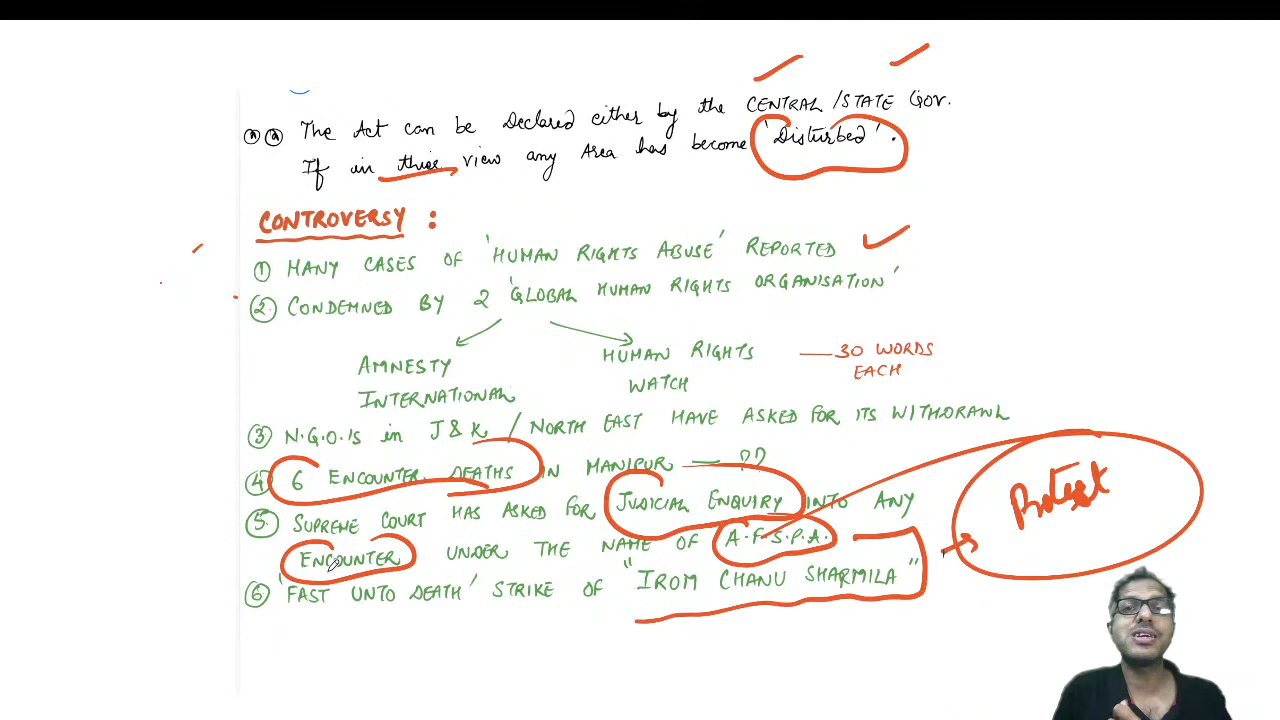 The Act can be Declared either by the CENTRAL / STATE Gov.
If in thier view any Area has become 'Disturbed'.
CONTROVERSY :
① MANY CASES OF 'HUMAN RIGHTS ABUSE' REPORTED
② CONDEMNED BY 2 'GLOBAL HUMAN RIGHTS ORGANISATION'
AMNESTY INTERNATIONAL
HUMAN RIGHTS WATCH
— 30 WORDS EACH
③ N.G.O.'s in J & K / NORTH EAST HAVE ASKED FOR ITS WITHDRAWL
④ 6 ENCOUNTER DEATHS IN MANIPUR — ??
⑤ SUPREME COURT HAS ASKED FOR JUDICIAL ENQUIRY INTO ANY
ENCOUNTER UNDER THE NAME OF A.F.S.P.A.
⑥ 'FAST UNTO DEATH' STRIKE OF "IROM CHANU SHARMILA"
Protest